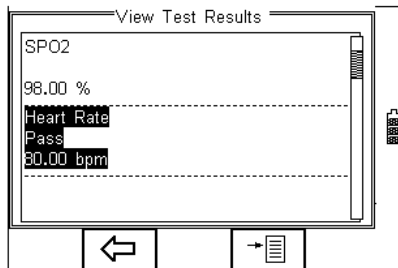 View Test Results
SPO2
98.00 %
Heart Rate
Pass
80.00 bpm